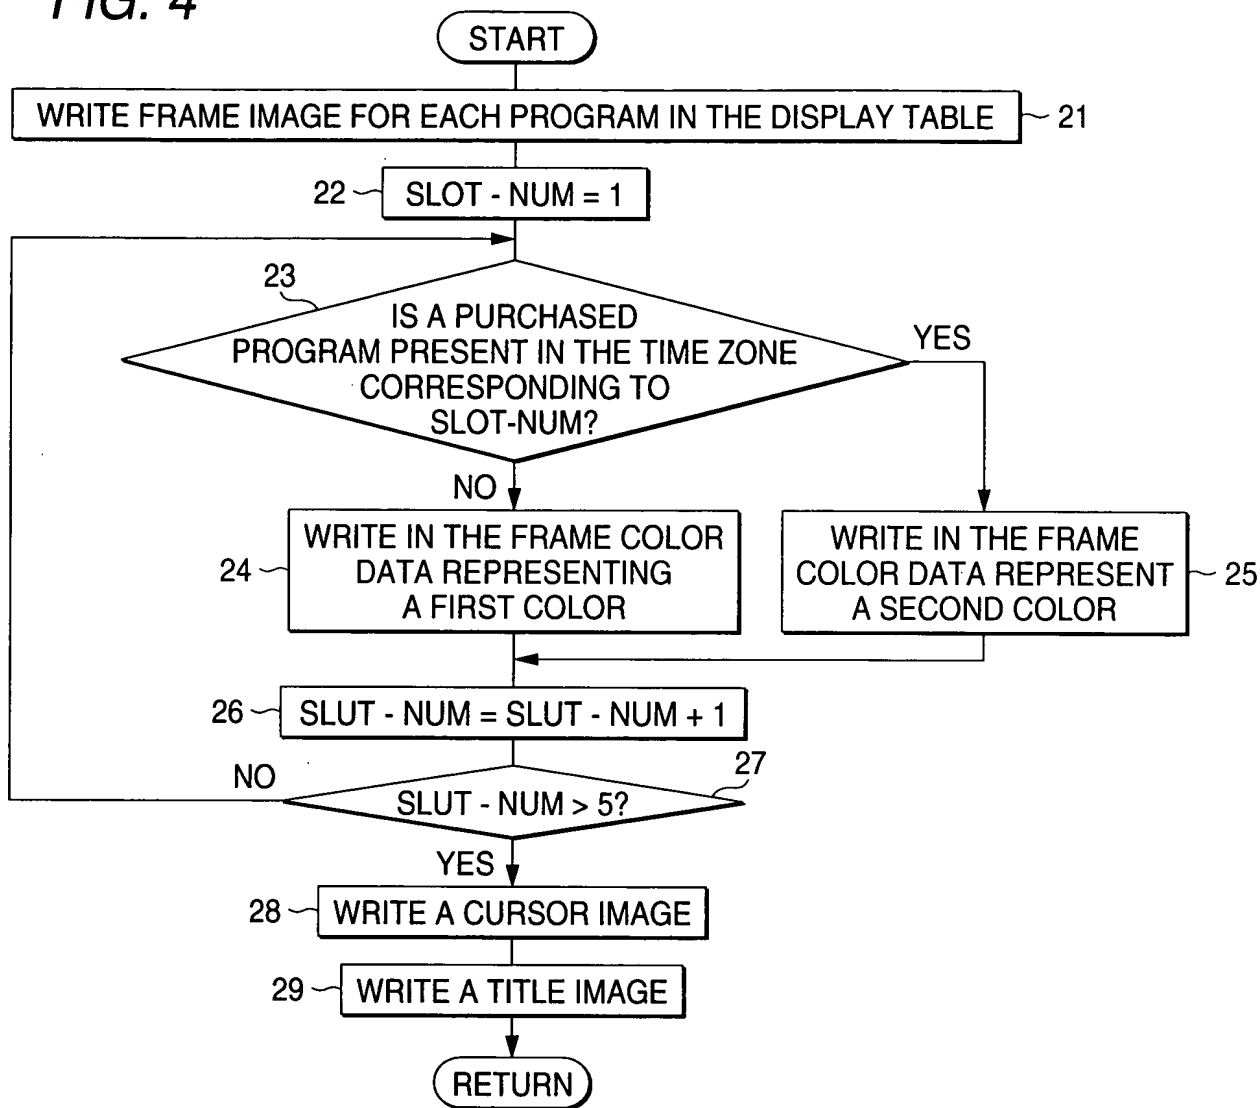 FIG. 4
START
WRITE FRAME IMAGE FOR EACH PROGRAM IN THE DISPLAY TABLE
21
22
SLOT - NUM = 1
23
IS A PURCHASED
PROGRAM PRESENT IN THE TIME ZONE
CORRESPONDING TO
SLOT-NUM?
YES
NO
24
WRITE IN THE FRAME COLOR
DATA REPRESENTING
A FIRST COLOR
WRITE IN THE FRAME
COLOR DATA REPRESENT
A SECOND COLOR
25
26
SLUT - NUM = SLUT - NUM + 1
27
NO
SLUT - NUM > 5?
YES
28
WRITE A CURSOR IMAGE
29
WRITE A TITLE IMAGE
RETURN